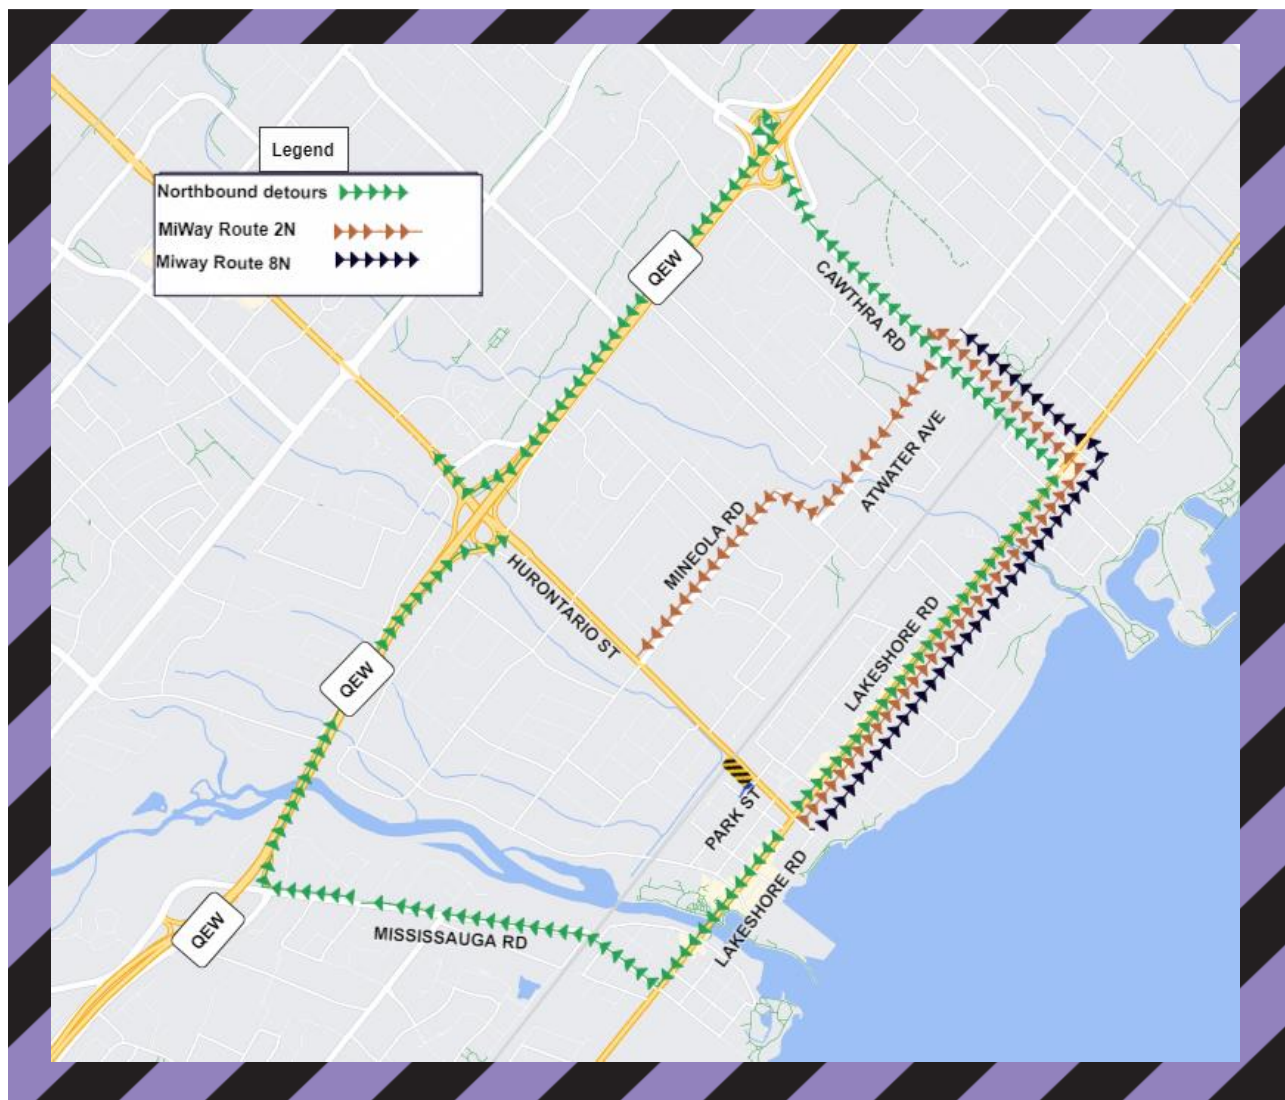 Legend
Northbound detours
MiWay Route 2N
Miway Route 8N
QEW
CAWTHRA RD
ATWATER AVE
MINEOLA RD
HURONTARIO ST
LAKESHORE RD
QEW
PARK ST
LAKESHORE RD
QEW
MISSISSAUGA RD